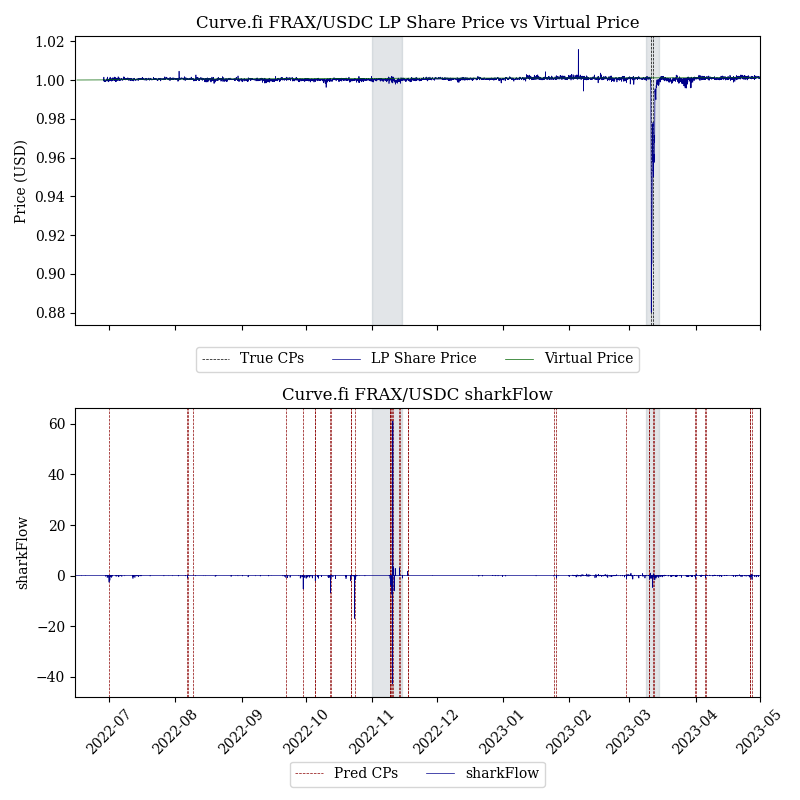 Curve.fi FRAX/USDC LP Share Price vs Virtual Price
1.02
1.00
0.98
0.96
0.94
0.92
0.90
0.88
Price (USD)
True CPs LP Share Price Virtual Price
Curve.fi FRAX/USDC sharkFlow
60
40
20
0
−20
−40
sharkFlow
2022-07 2022-08 2022-09 2022-10 2022-11 2022-12 2023-01 2023-02 2023-03 2023-04 2023-05
Pred CPs sharkFlow